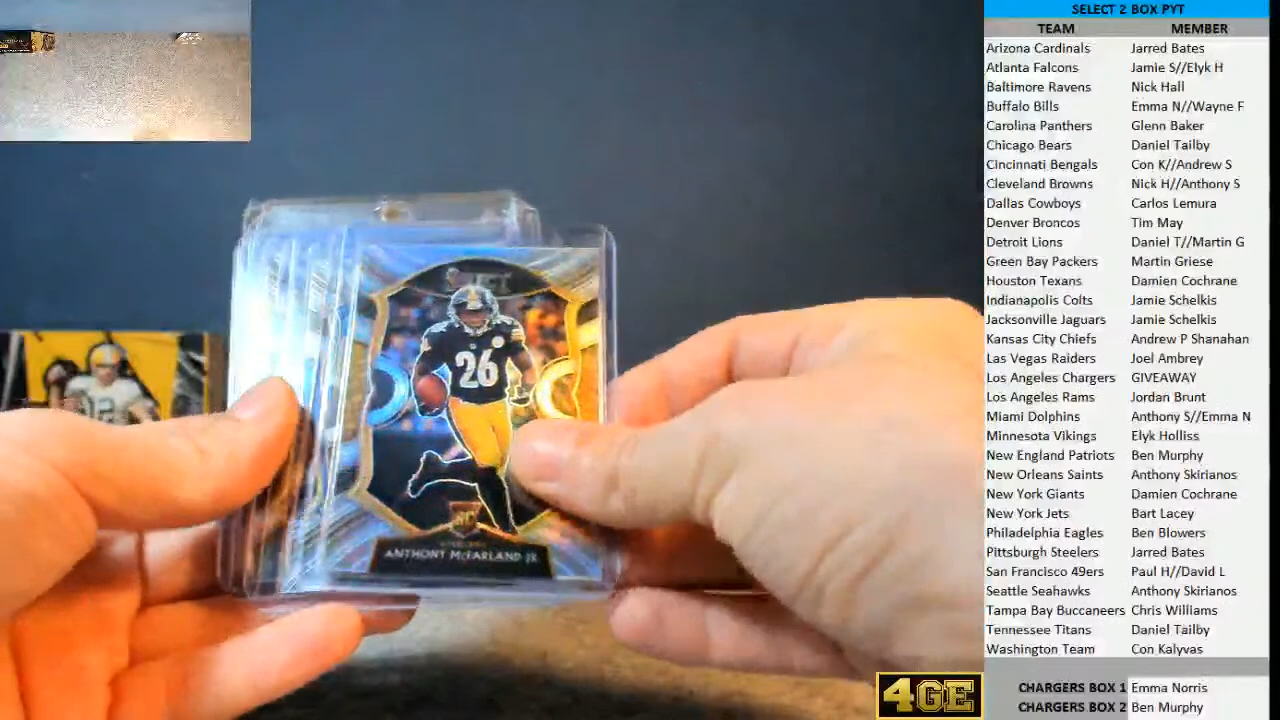 SELECT 2 BOX PYT
TEAM MEMBER
Arizona Cardinals Jarred Bates
Atlanta Falcons Jamie S//Elyk H
Baltimore Ravens Nick Hall
Buffalo Bills Emma N//Wayne F
Carolina Panthers Glenn Baker
Chicago Bears Daniel Tailby
Cincinnati Bengals Con K//Andrew S
Cleveland Browns Nick H//Anthony S
Dallas Cowboys Carlos Lemura
Denver Broncos Tim May
Detroit Lions Daniel T//Martin G
Green Bay Packers Martin Griese
Houston Texans Damien Cochrane
Indianapolis Colts Jamie Schelkis
Jacksonville Jaguars Jamie Schelkis
Kansas City Chiefs Andrew P Shanahan
Las Vegas Raiders Joel Ambrey
Los Angeles Chargers GIVEAWAY
Los Angeles Rams Jordan Brunt
Miami Dolphins Anthony S//Emma N
Minnesota Vikings Elyk Holliss
New England Patriots Ben Murphy
New Orleans Saints Anthony Skirianos
New York Giants Damien Cochrane
New York Jets Bart Lacey
Philadelphia Eagles Ben Blowers
Pittsburgh Steelers Jarred Bates
San Francisco 49ers Paul H//David L
Seattle Seahawks Anthony Skirianos
Tampa Bay Buccaneers Chris Williams
Tennessee Titans Daniel Tailby
Washington Team Con Kalyvas
CHARGERS BOX 1 Emma Norris
CHARGERS BOX 2 Ben Murphy
4GE
26
RC
ANTHONY McFARLAND JR.